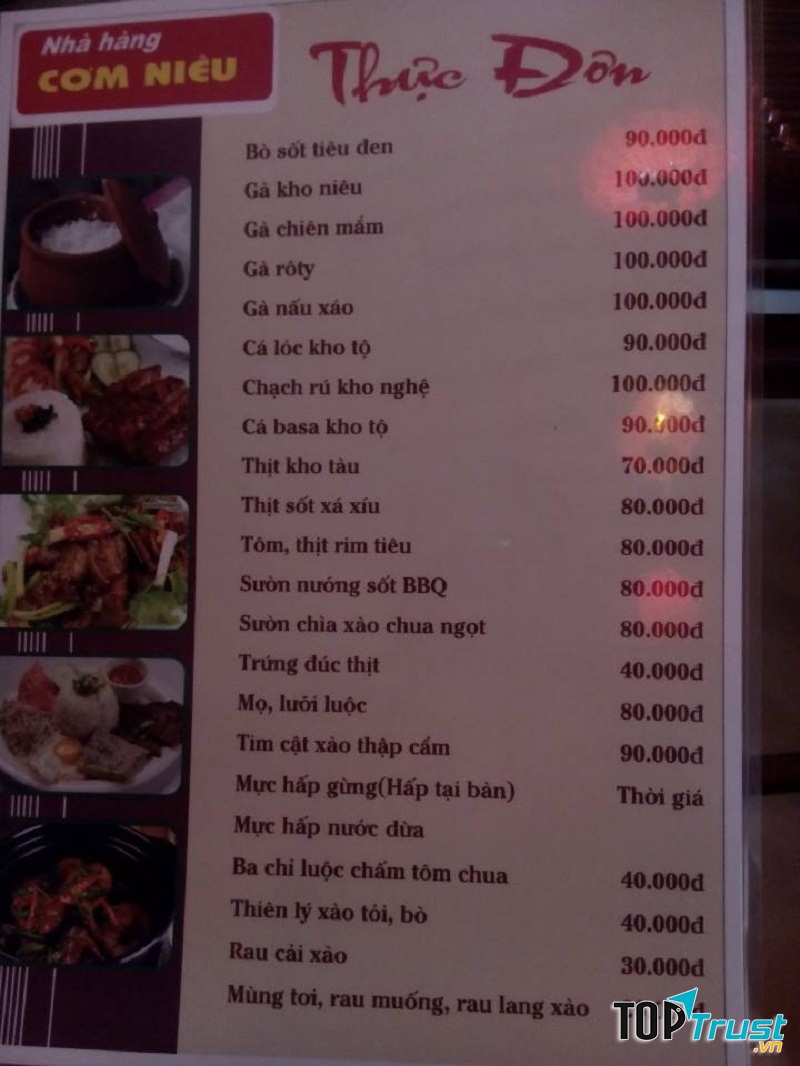 Nhà hàng
CƠM NIÊU
Thực Đơn
Bò sốt tiêu đen 90.000đ
Gà kho niêu 100.000đ
Gà chiên mắm 100.000đ
Gà rôty 100.000đ
Gà nấu xáo 100.000đ
Cá lóc kho tộ 90.000đ
Chạch rú kho nghệ 100.000đ
Cá basa kho tộ 90.000đ
Thịt kho tàu 70.000đ
Thịt sốt xá xíu 80.000đ
Tôm, thịt rim tiêu 80.000đ
Sườn nướng sốt BBQ 80.000đ
Sườn chìa xào chua ngọt 80.000đ
Trứng đúc thịt 40.000đ
Mọ, lưỡi luộc 80.000đ
Tim cật xào thập cẩm 90.000đ
Mực hấp gừng(Hấp tại bàn) Thời giá
Mực hấp nước dừa
Ba chỉ luộc chấm tôm chua 40.000đ
Thiên lý xào tỏi, bò 40.000đ
Rau cải xào 30.000đ
Mùng tơi, rau muống, rau lang xào
TOPTrust
.vn